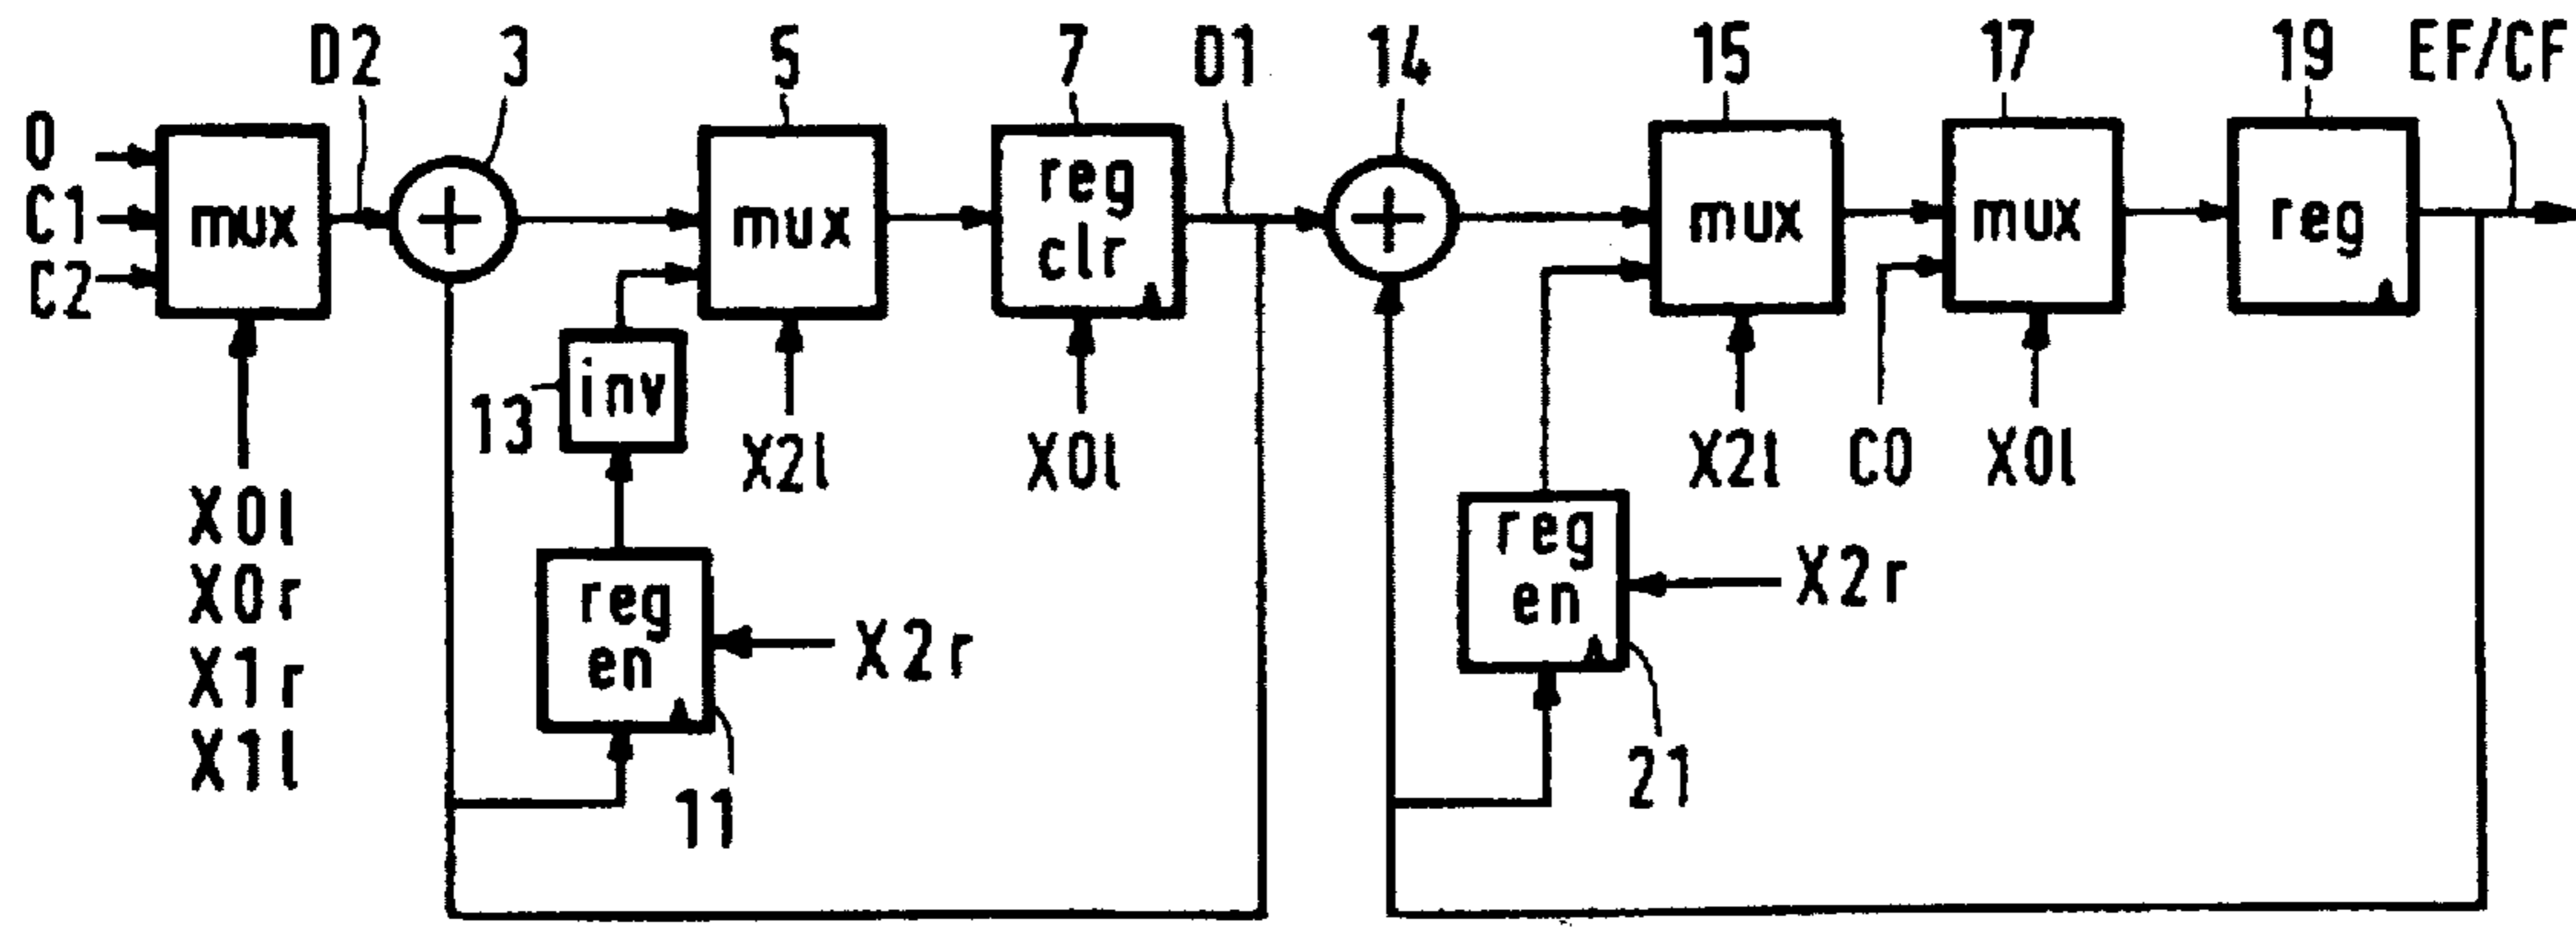 D2
3
5
7
D1
14
15
17
19
EF/CF
0
C1
C2
mux
+
mux
reg
clr
+
mux
mux
reg
13
inv
X2l
X0l
X2l
C0
X0l
X0l
X0r
X1r
X1l
reg
en
X2r
11
reg
en
X2r
21